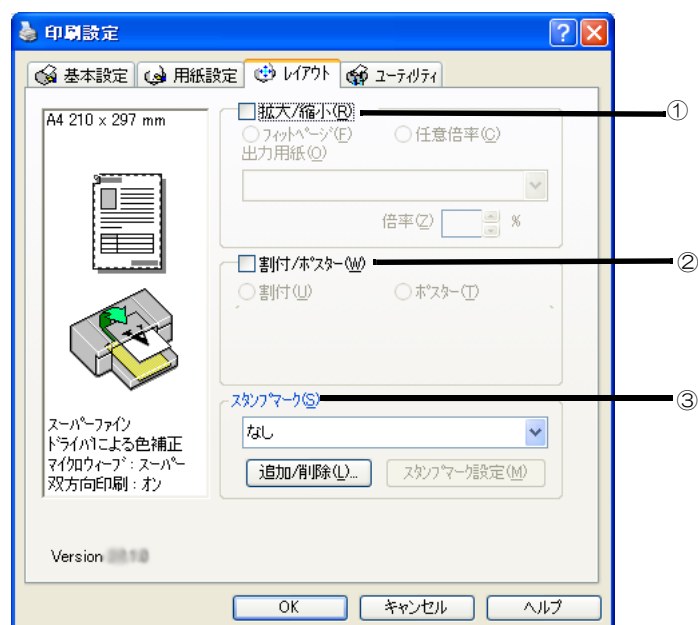 印刷設定
基本設定 用紙設定 レイアウト ユーティリティ
A4 210 x 297 mm
拡大/縮小(R)
①
フィットページ(F) 任意倍率(C)
出力用紙(O)
倍率(Z) %
割付/ポスター(W)
②
割付(U) ポスター(T)
スタンプマーク(S)
③
なし
追加/削除(L)... スタンプマーク設定(M)
スーパーファイン
ドライバによる色補正
マイクロウィーブ:スーパー
双方向印刷:オン
Version
OK キャンセル ヘルプ